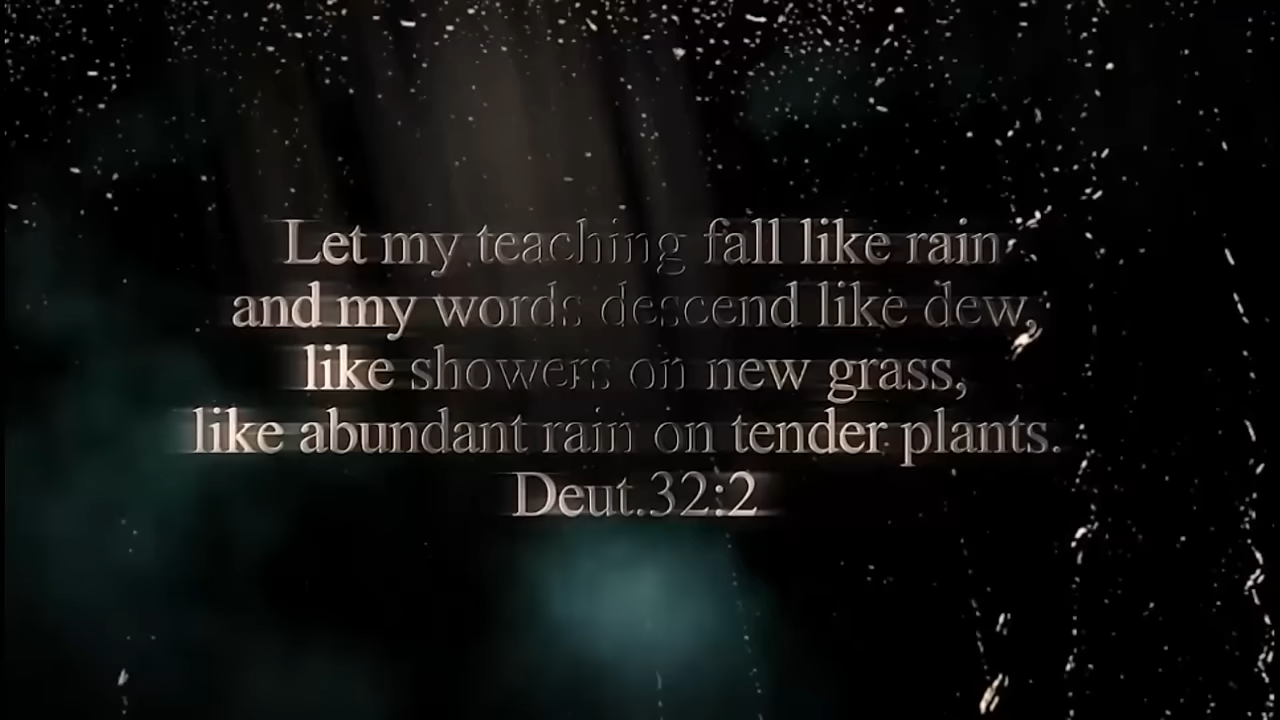 Let my teaching fall like rain
and my words descend like dew,
like showers on new grass,
like abundant rain on tender plants.
Deut.32:2